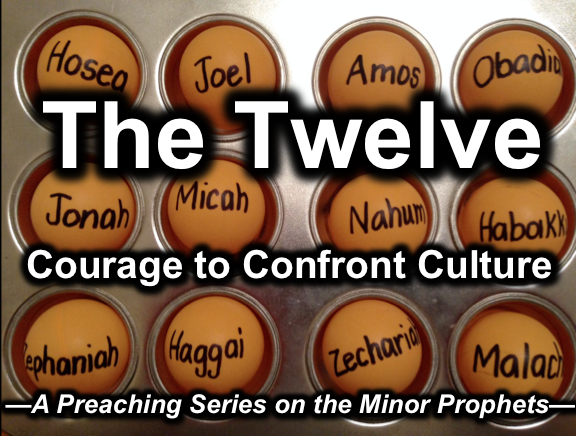 Hosea Joel Amos Obadia
The Twelve
Jonah Micah Nahum Habakk
Courage to Confront Culture
ephaniah Haggai Zecharia Malach
—A Preaching Series on the Minor Prophets—